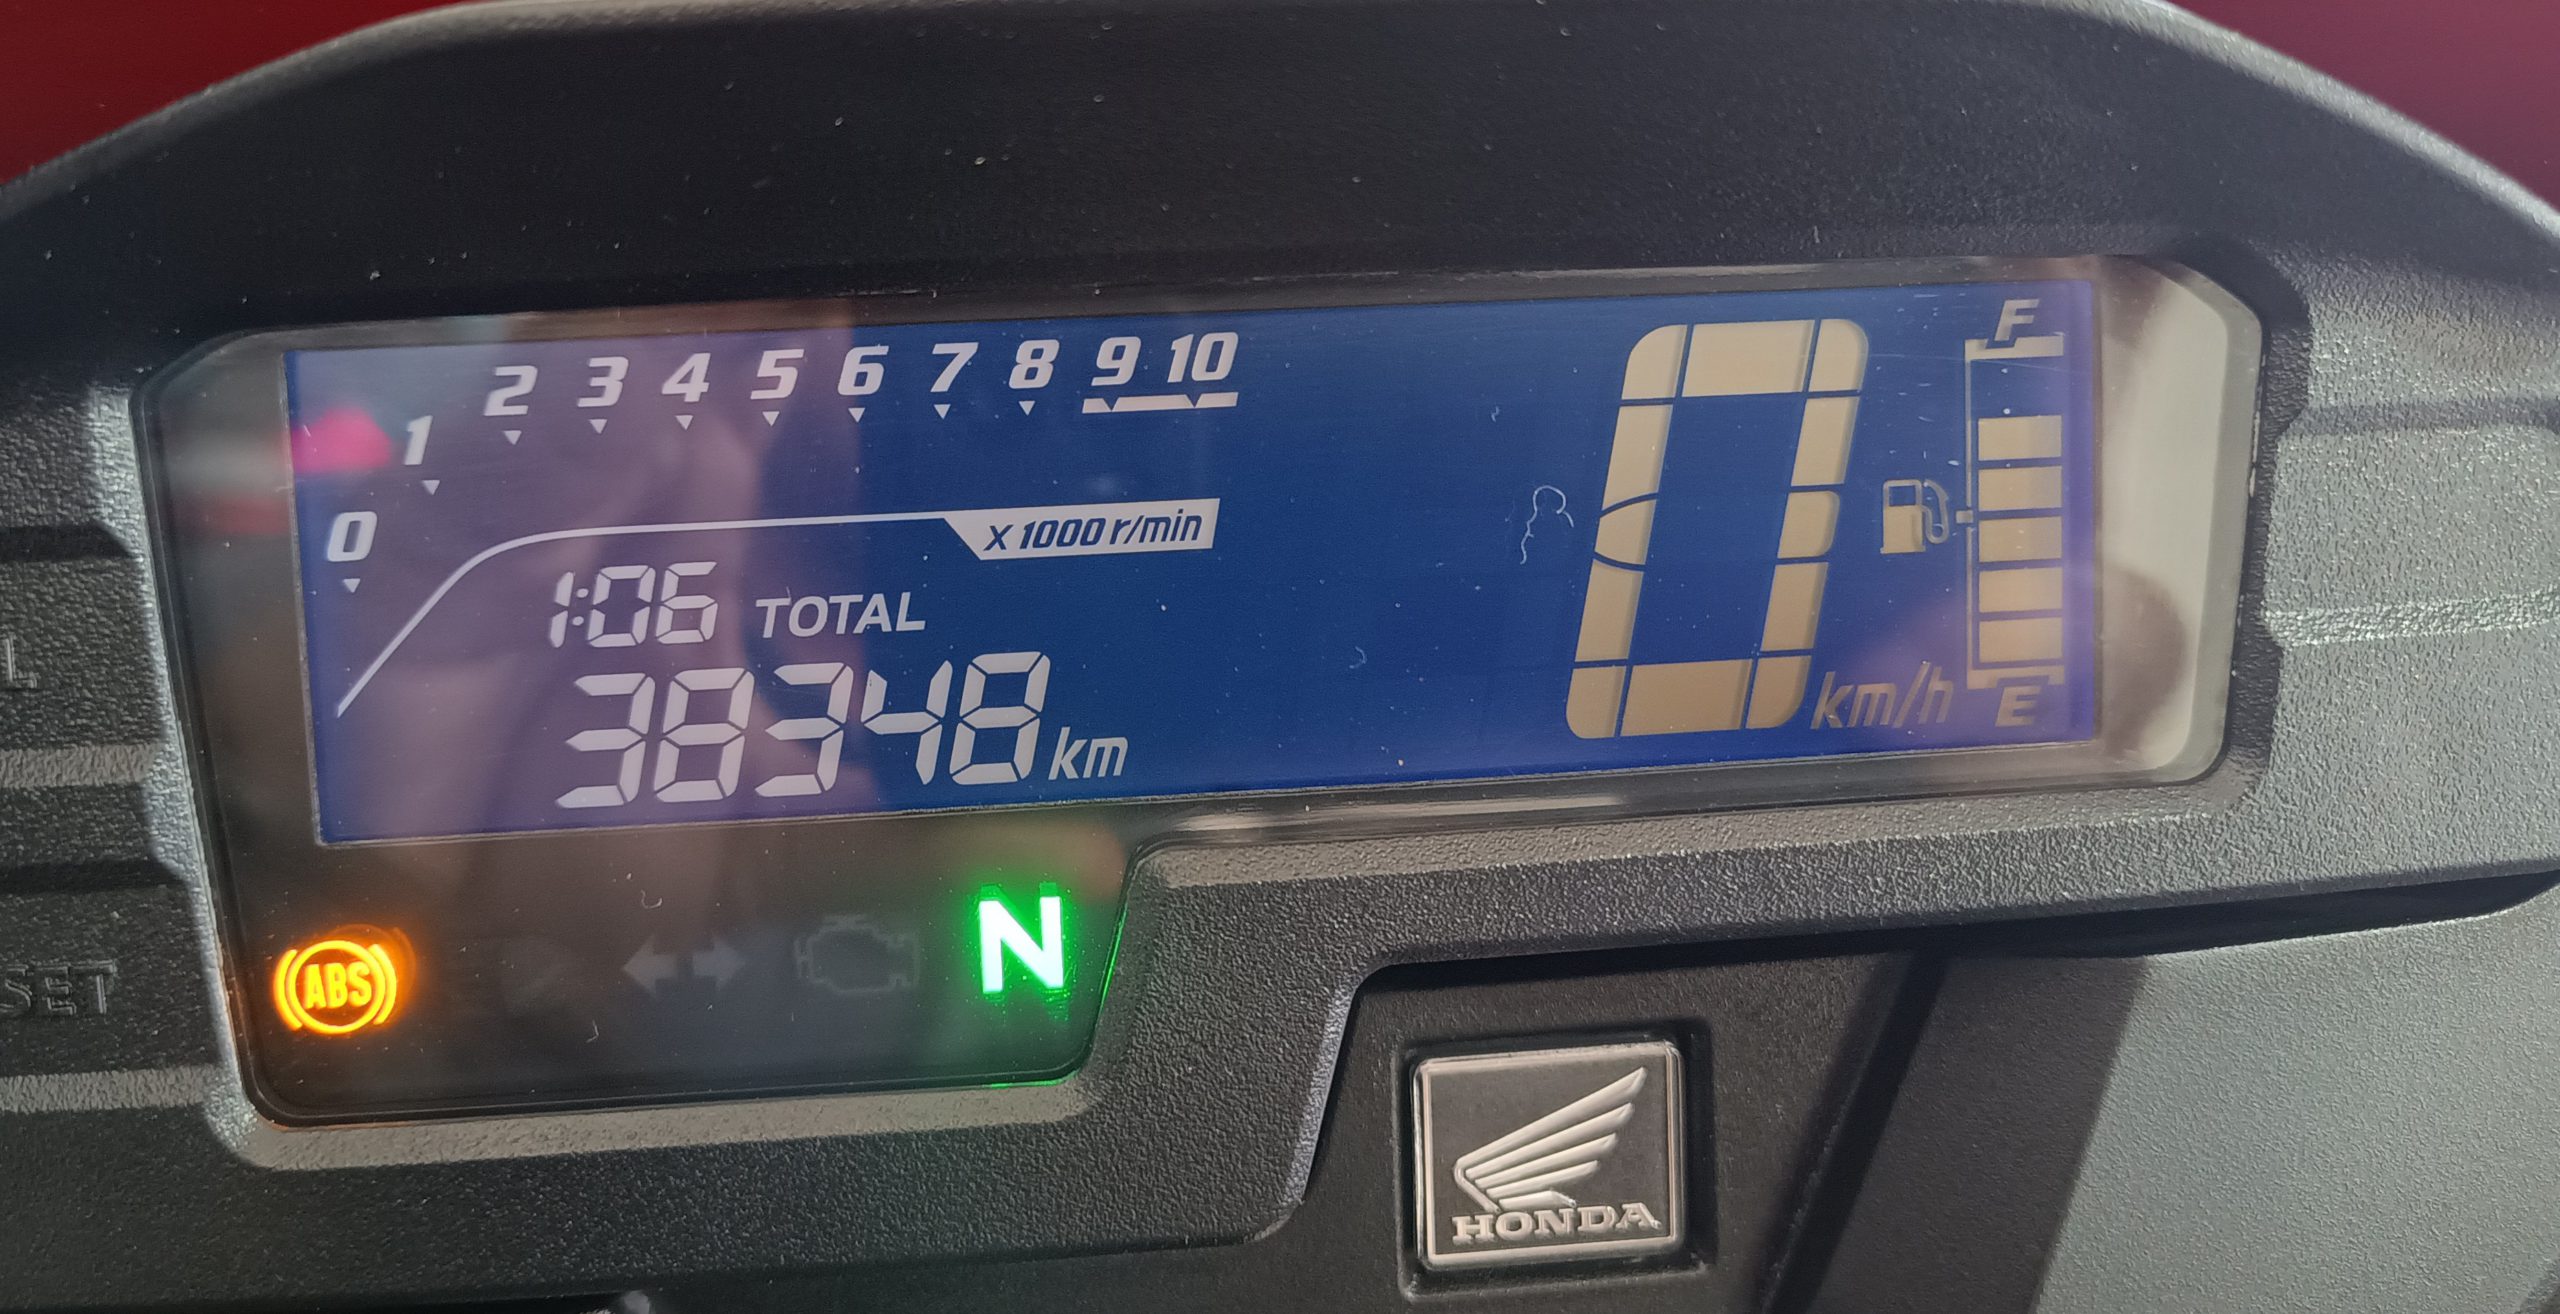 0 1 2 3 4 5 6 7 8 9 10
F
x 1000 r/min
1:06 TOTAL
38348 km
0 km/h
E
L
SET
ABS
N
HONDA